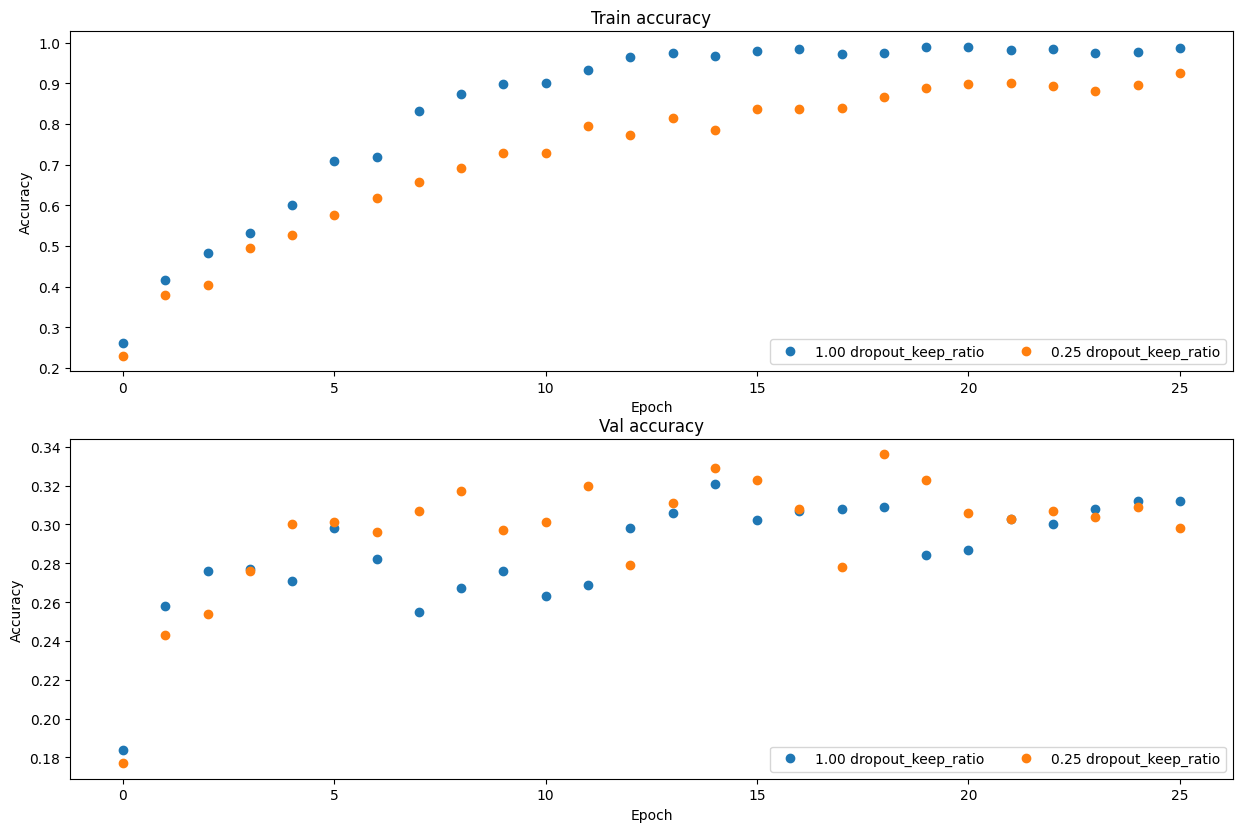 Train accuracy
1.0
0.9
0.8
0.7
0.6
0.5
0.4
0.3
0.2
Accuracy
1.00 dropout_keep_ratio 0.25 dropout_keep_ratio
0 5 10 15 20 25
Epoch
Val accuracy
0.34
0.32
0.30
0.28
0.26
0.24
0.22
0.20
0.18
Accuracy
1.00 dropout_keep_ratio 0.25 dropout_keep_ratio
0 5 10 15 20 25
Epoch